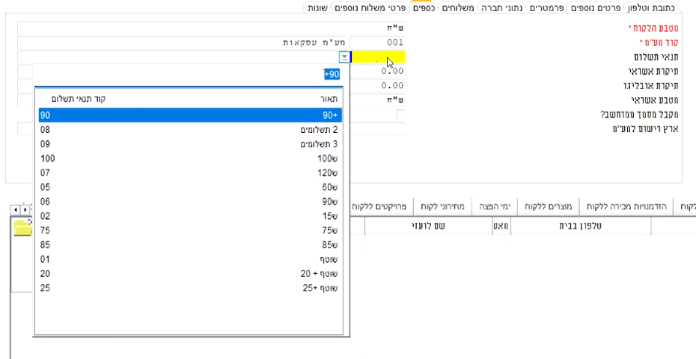 כתובת וטלפון | פרטים נוספים | פרמטרים | נתוני חברה | משלוחים | כספים | פרטי משלוח נוספים | שונות
מטבע הלקוח * ש"ח
קוד מע"מ * 001 מע"מ עסקאות
תנאי תשלום
תיקרת אשראי 0.00
תיקרת אובליגו 0.00
מטבע אשראי ש"ח
מקבל מסמך ממוחשב?
ארץ רישום למע"מ
+90
תאור קוד תנאי תשלום
+90 90
2 תשלומים 08
3 תשלומים 09
ש100 100
ש120 07
ש60 05
ש90 06
ש15 02
ש75 75
ש85 85
שוטף 01
שוטף + 20 20
שוטף +25 25
לקוח | הזדמנויות מכירה ללקוח | מוצרים ללקוח | ימי הפצה | מחירוני לקוח | פרויקטים ללקוח
טלפון בבית | מאט | שם לועזי